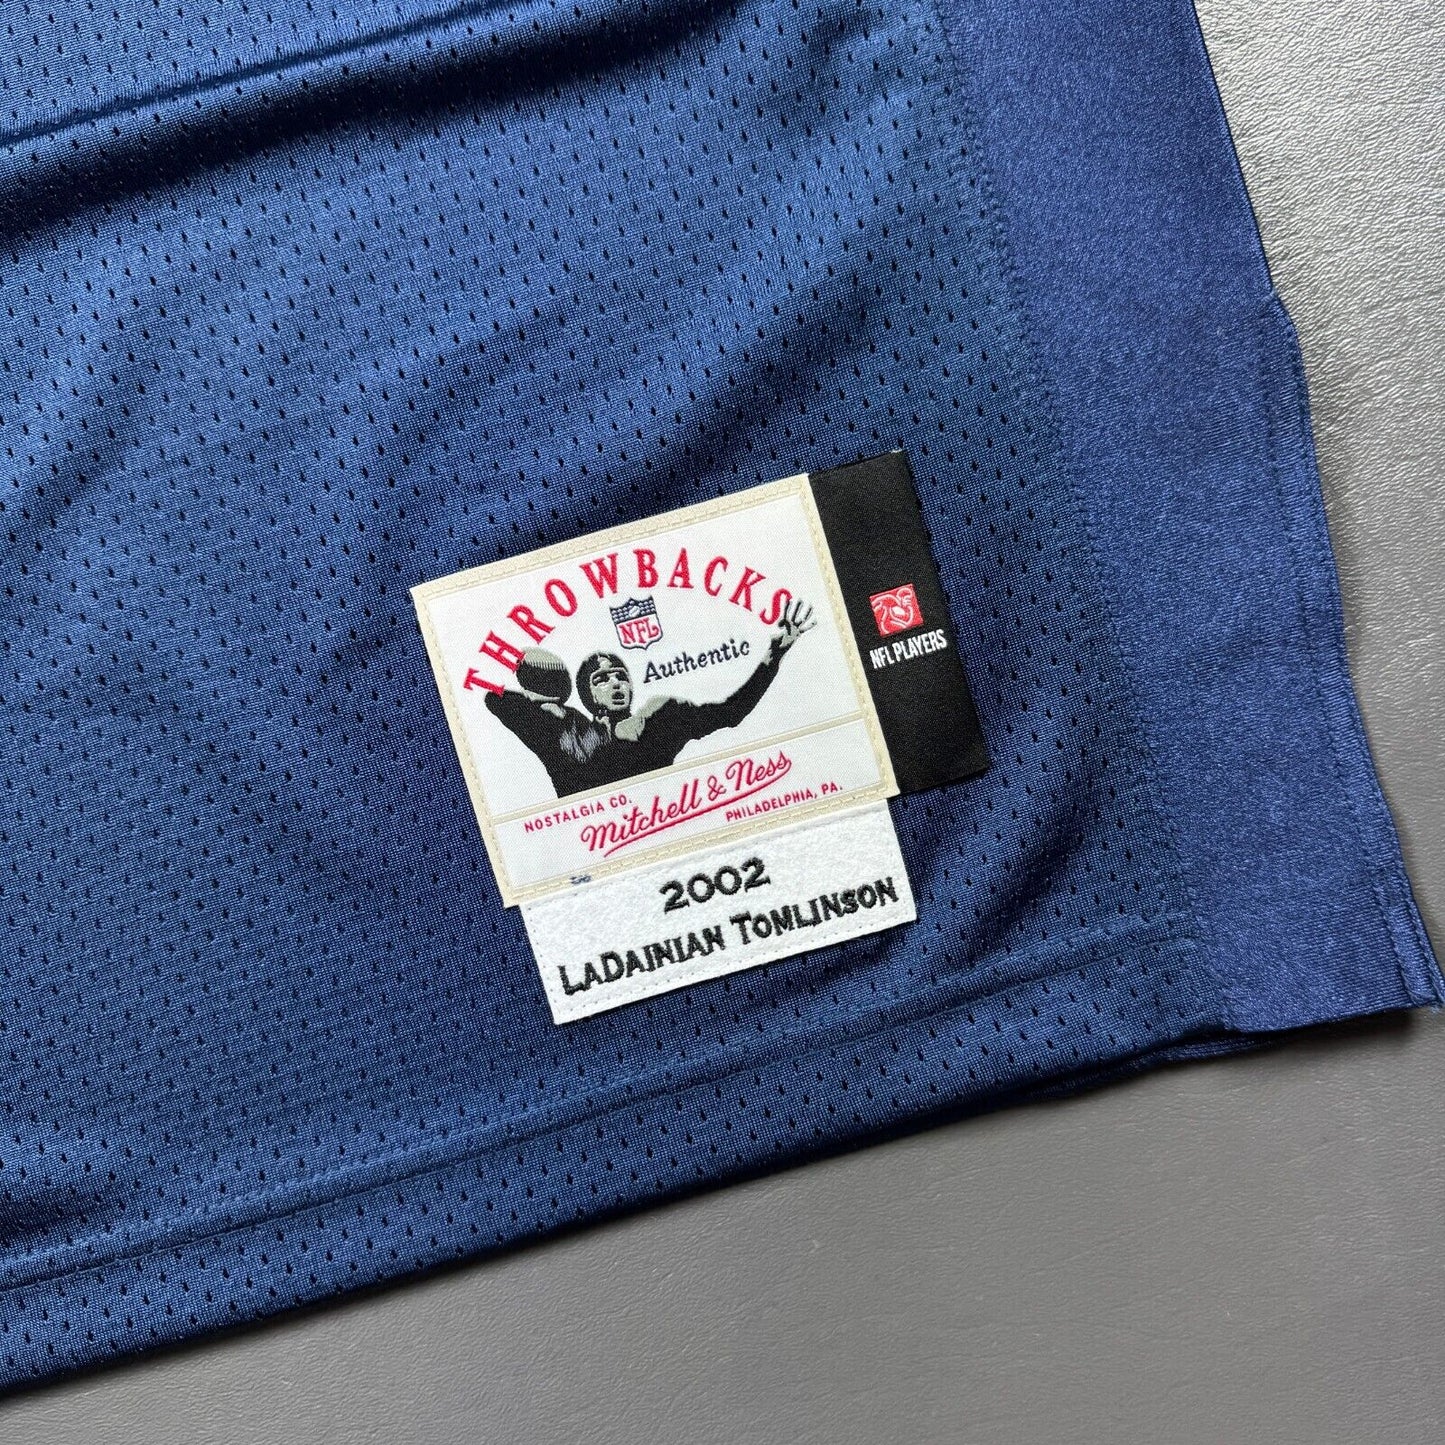 THROWBACKS
NFL
Authentic
NFL PLAYERS
NOSTALGIA CO. Mitchell & Ness PHILADELPHIA, PA.
2002
LADAINIAN TOMLINSON